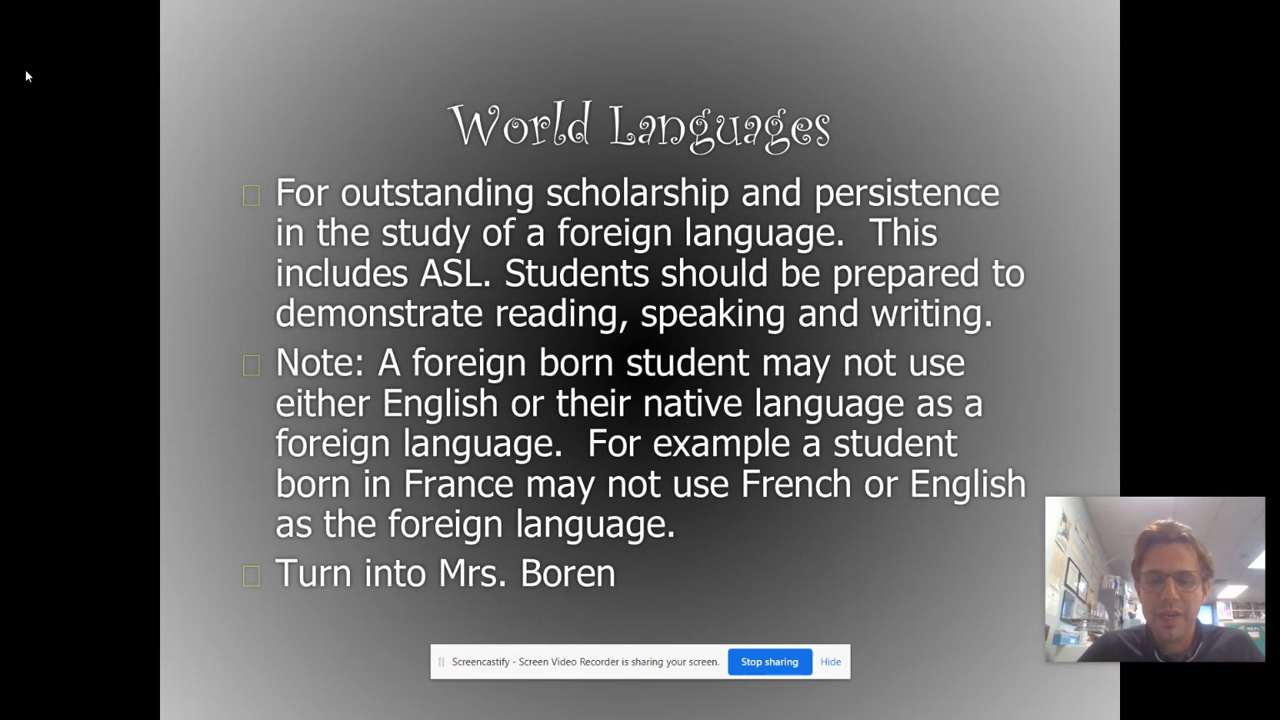 World Languages
For outstanding scholarship and persistence
in the study of a foreign language.  This
includes ASL. Students should be prepared to
demonstrate reading, speaking and writing.
Note: A foreign born student may not use
either English or their native language as a
foreign language.  For example a student
born in France may not use French or English
as the foreign language.
Turn into Mrs. Boren
Screencastify - Screen Video Recorder is sharing your screen. Stop sharing Hide